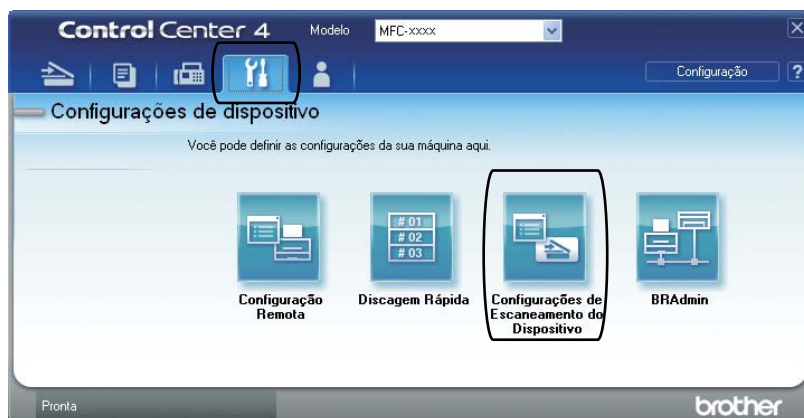 Control Center 4
Modelo
MFC-xxxx
Configuração
?
Configurações de dispositivo
Você pode definir as configurações da sua máquina aqui.
# 01
# 02
# 03
Configuração
Remota
Discagem Rápida
Configurações de
Escaneamento do
Dispositivo
BRAdmin
Pronta
brother